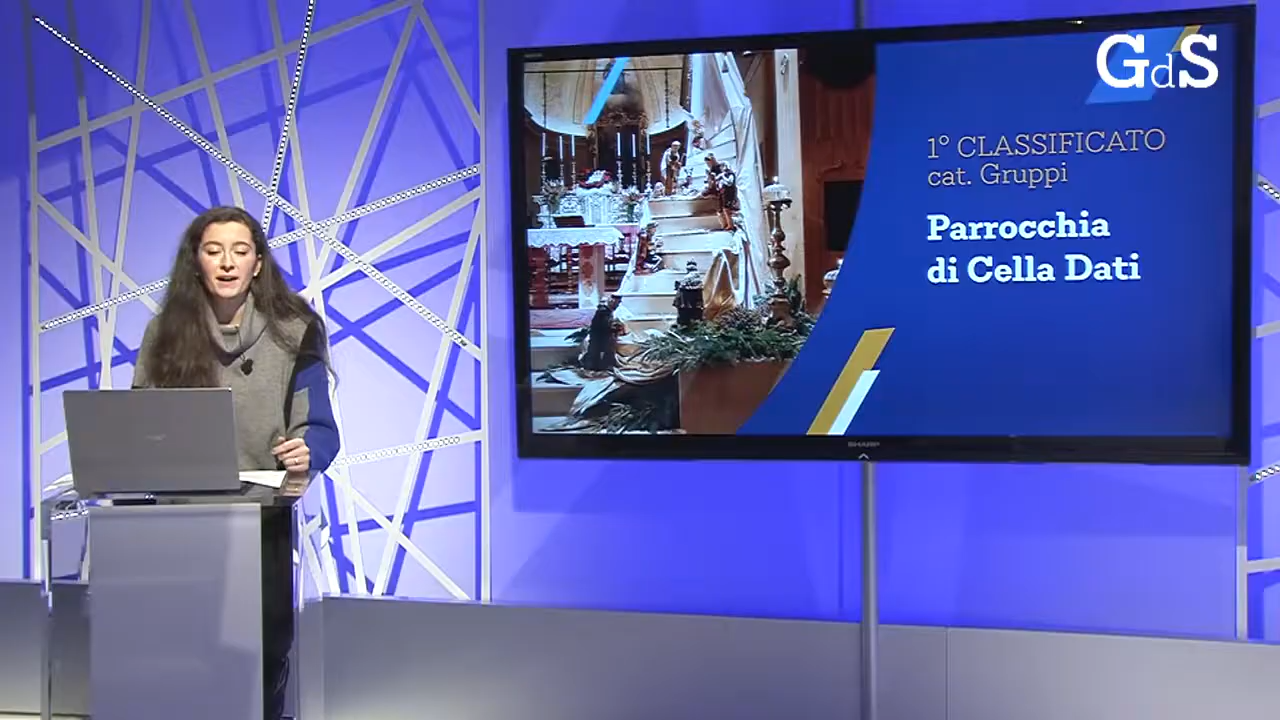 GdS
1° CLASSIFICATO
cat. Gruppi
Parrocchia
di Cella Dati
SHARP